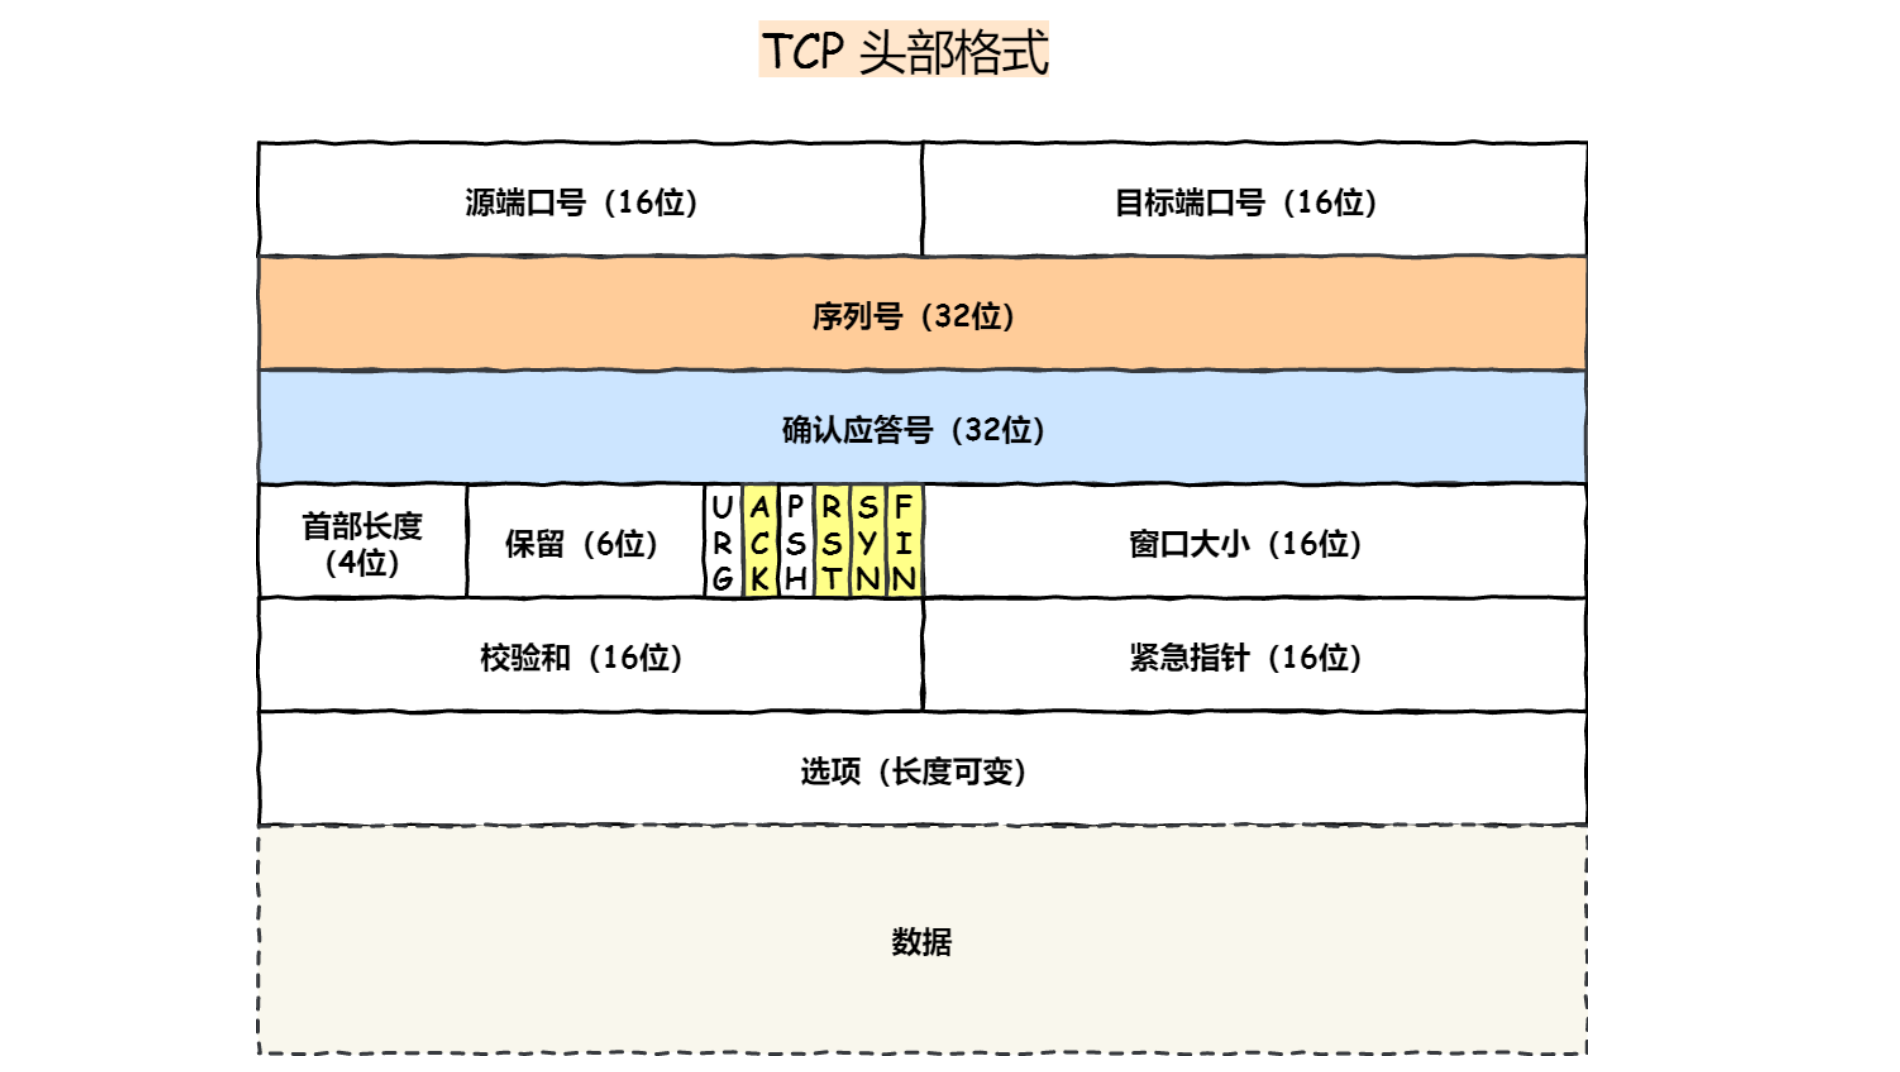 TCP 头部格式
源端口号（16位） 目标端口号（16位）
序列号（32位）
确认应答号（32位）
首部长度
（4位）
保留（6位）
URG
ACK
PSH
RST
SYN
FIN
窗口大小（16位）
校验和（16位） 紧急指针（16位）
选项（长度可变）
数据